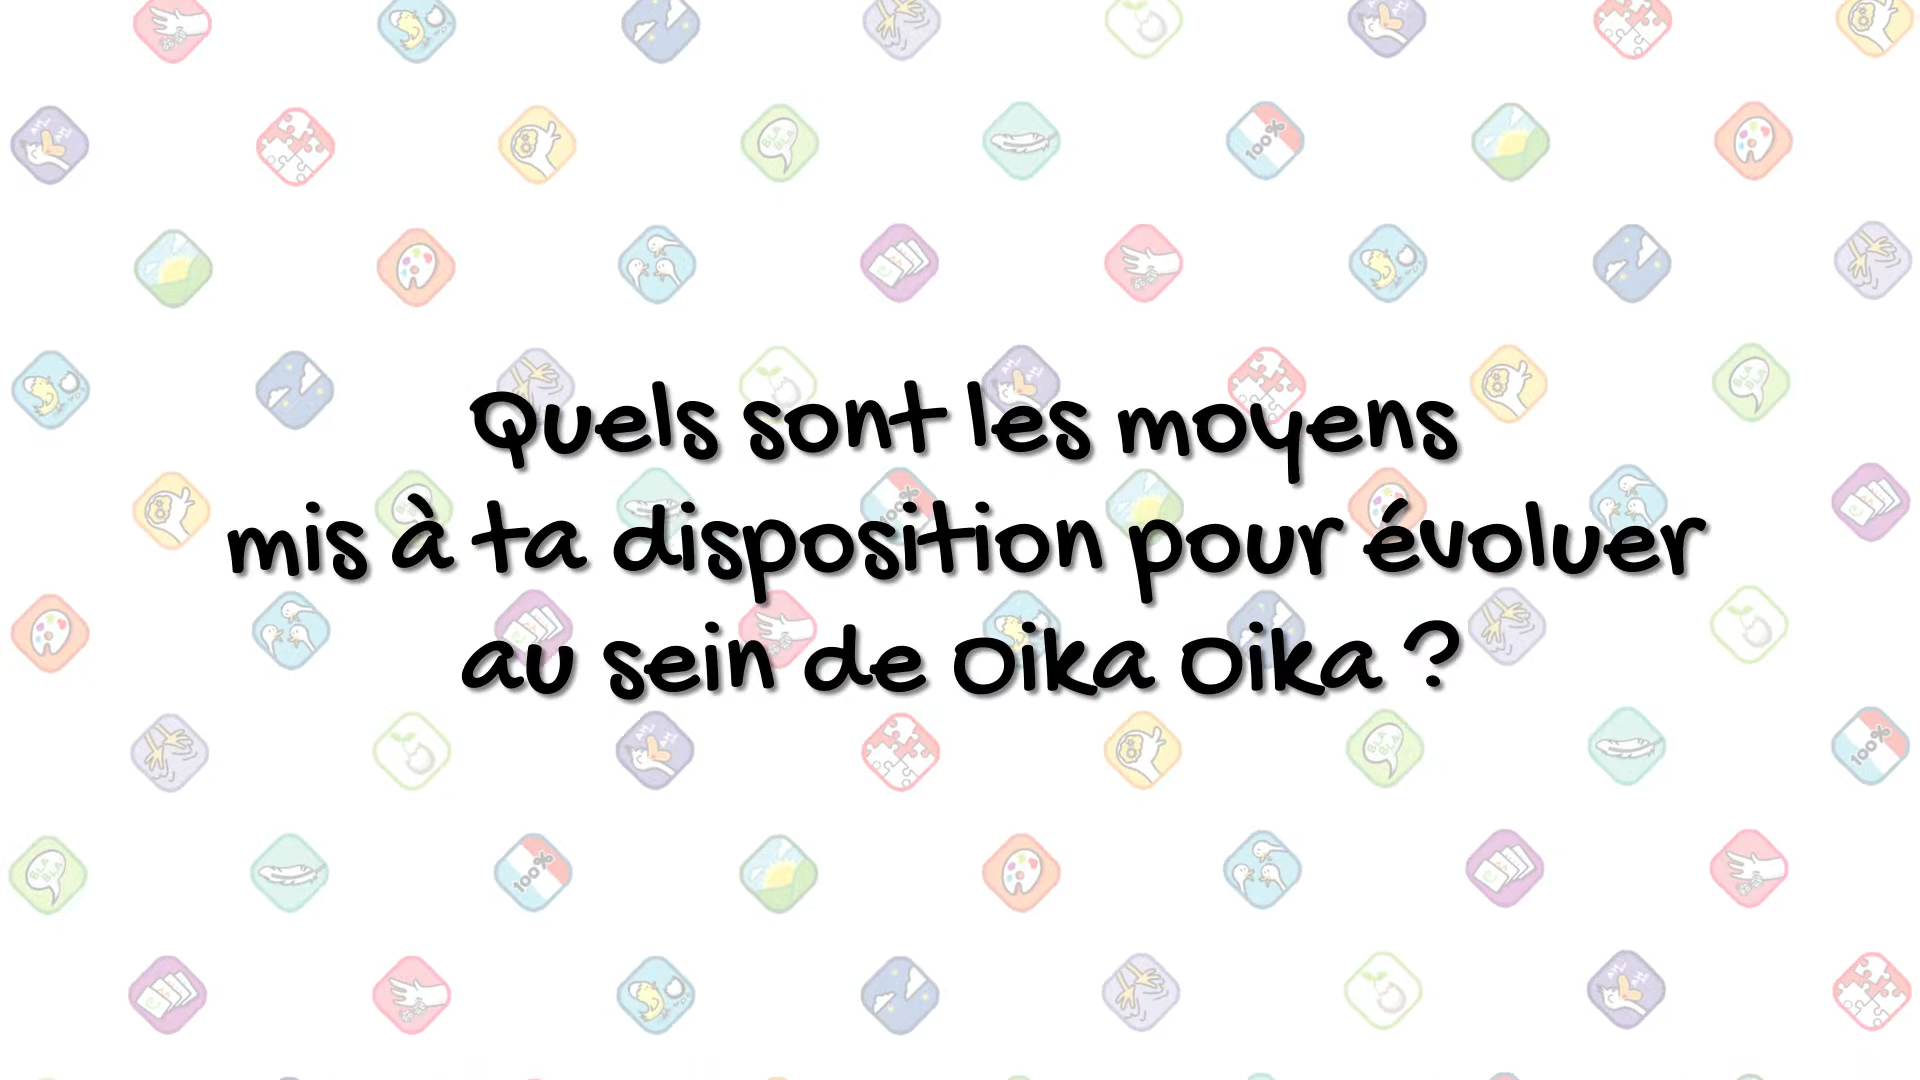 Quels sont les moyens
mis à ta disposition pour évoluer
au sein de Oika Oika ?